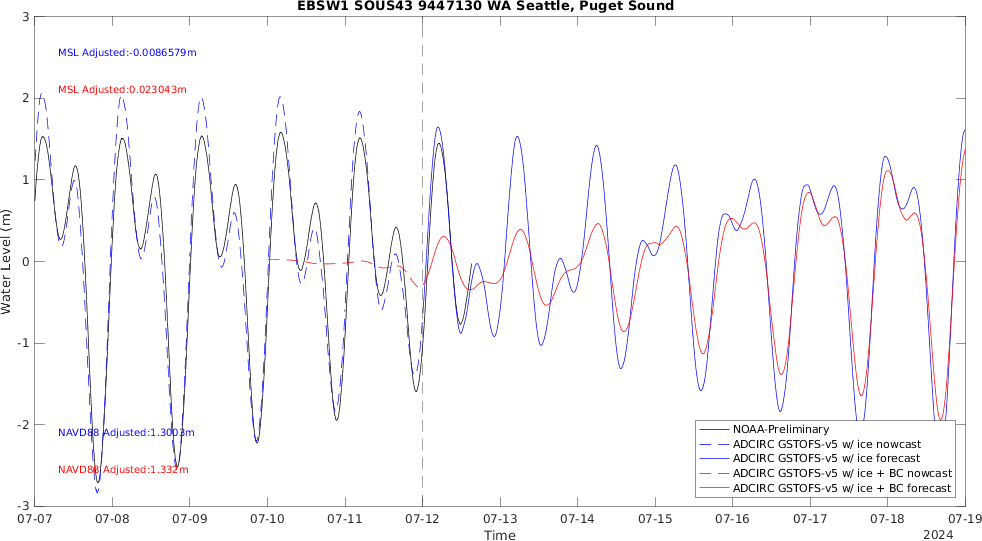 EBSW1 SOUS43 9447130 WA Seattle, Puget Sound
3
2
1
0
-1
-2
-3
Water Level (m)
MSL Adjusted:-0.0086579m
MSL Adjusted:0.023043m
NAVD88 Adjusted:1.3003m
NAVD88 Adjusted:1.332m
NOAA-Preliminary
ADCIRC GSTOFS-v5 w/ ice nowcast
ADCIRC GSTOFS-v5 w/ ice forecast
ADCIRC GSTOFS-v5 w/ ice + BC nowcast
ADCIRC GSTOFS-v5 w/ ice + BC forecast
07-07 07-08 07-09 07-10 07-11 07-12 07-13 07-14 07-15 07-16 07-17 07-18 07-19
Time
2024